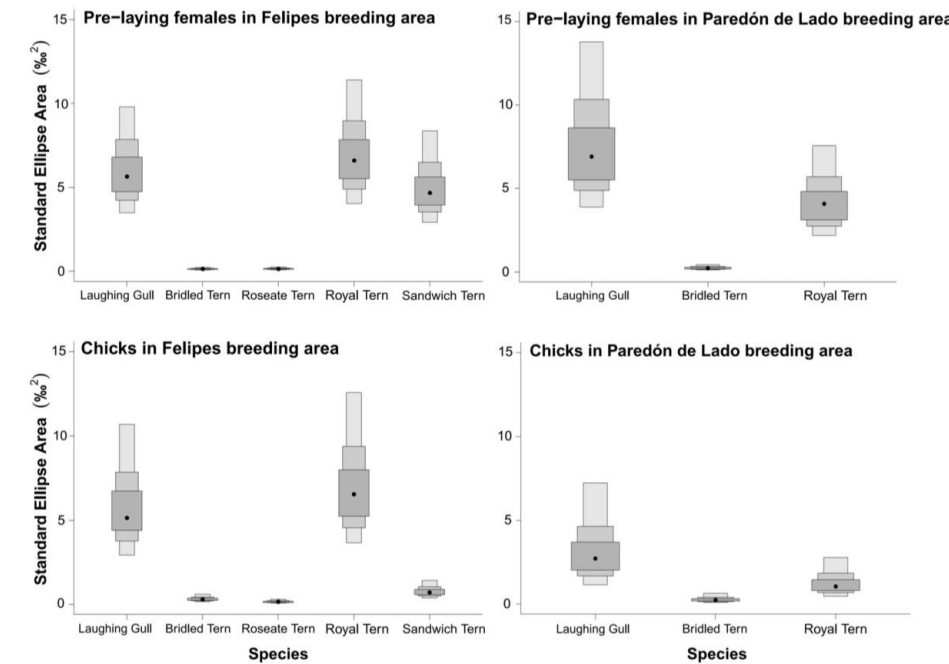 Pre−laying females in Felipes breeding area
Standard Ellipse Area (‰²)
15
10
5
0
Laughing Gull Bridled Tern Roseate Tern Royal Tern Sandwich Tern
Pre−laying females in Paredón de Lado breeding area
15
10
5
0
Laughing Gull Bridled Tern Royal Tern
Chicks in Felipes breeding area
Standard Ellipse Area (‰²)
15
10
5
0
Laughing Gull Bridled Tern Roseate Tern Royal Tern Sandwich Tern
Species
Chicks in Paredón de Lado breeding area
15
10
5
0
Laughing Gull Bridled Tern Royal Tern
Species